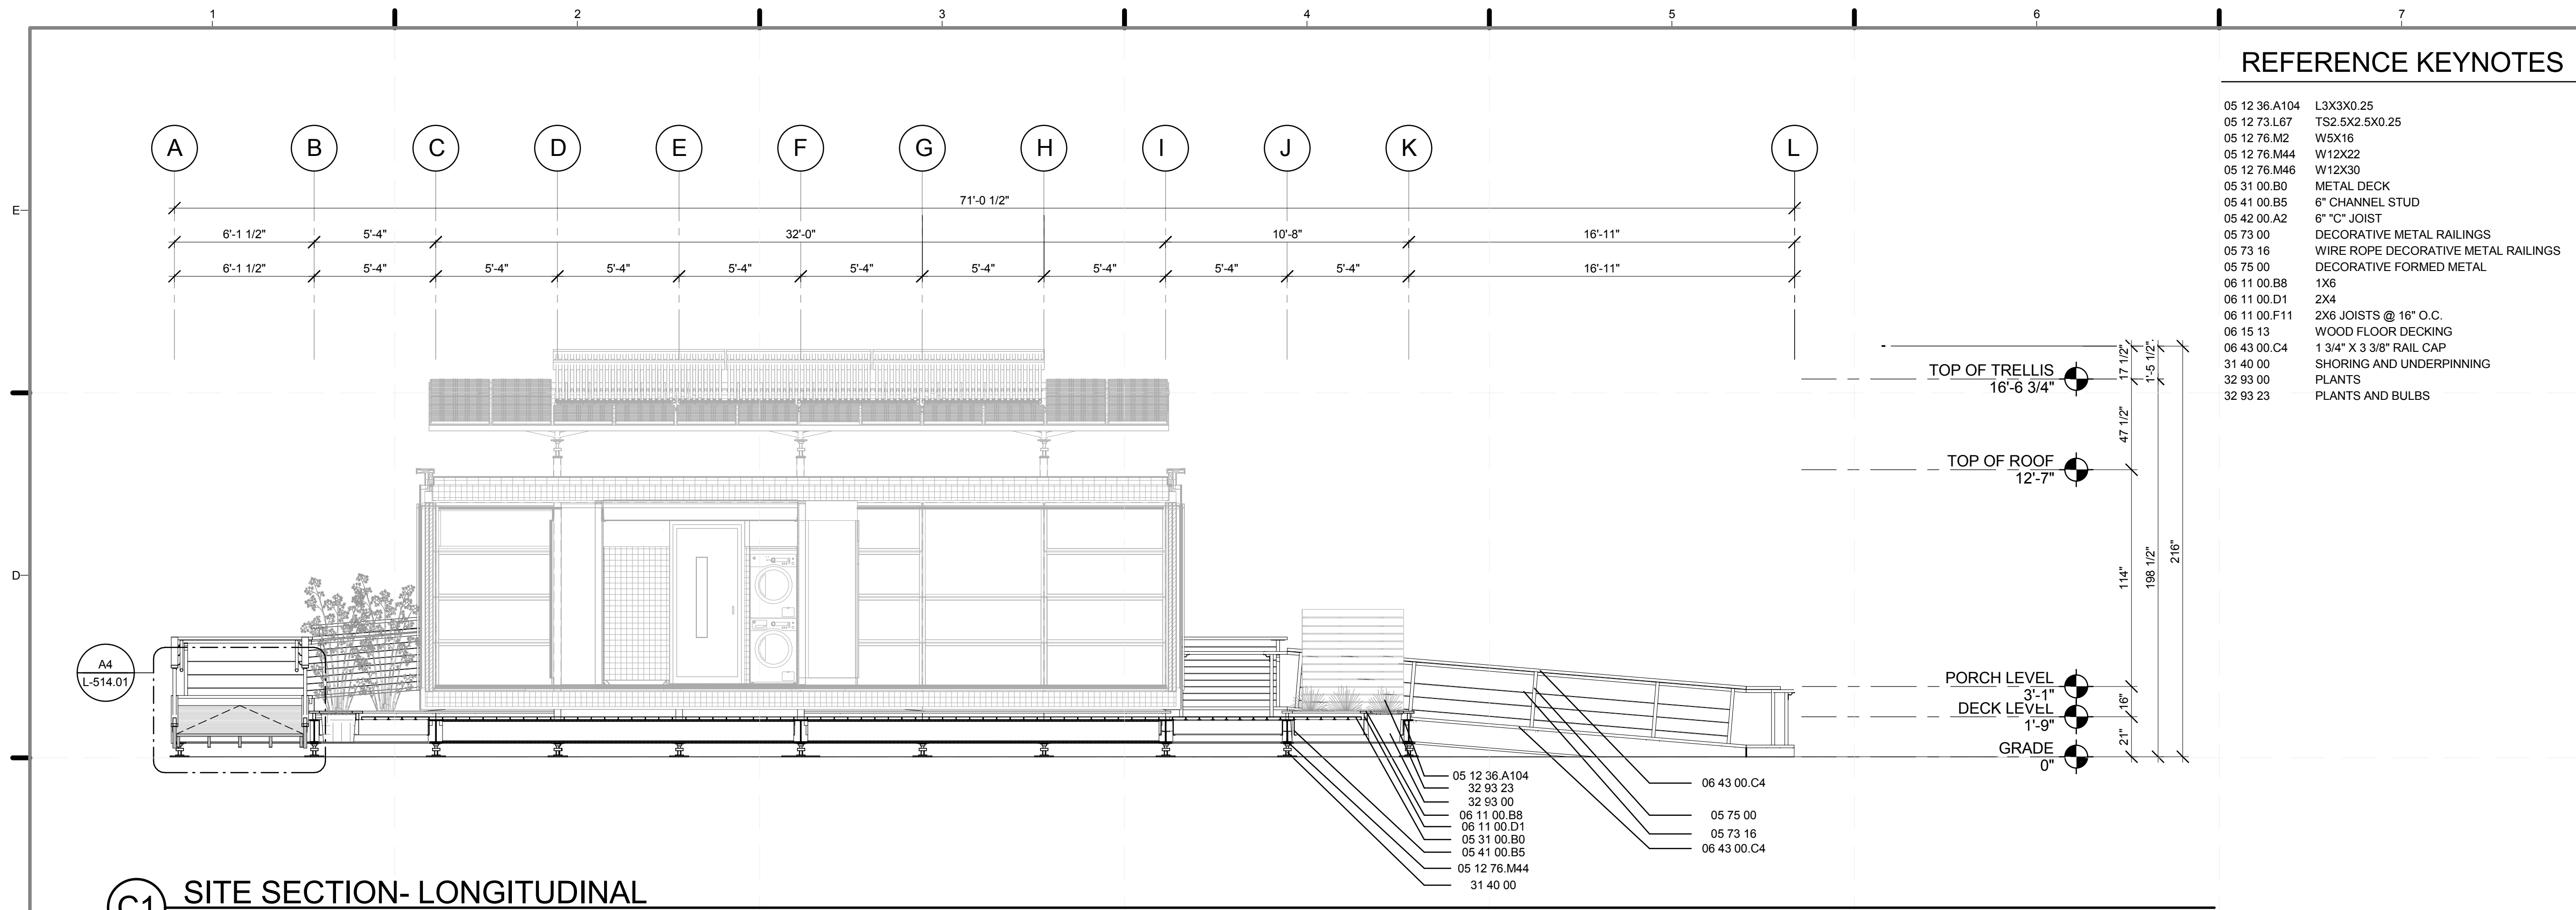 1 2 3 4 5 6 7
REFERENCE KEYNOTES
05 12 36.A104 L3X3X0.25
05 12 73.L67 TS2.5X2.5X0.25
05 12 76.M2 W5X16
05 12 76.M44 W12X22
05 12 76.M46 W12X30
05 31 00.B0 METAL DECK
05 41 00.B5 6" CHANNEL STUD
05 42 00.A2 6" "C" JOIST
05 73 00 DECORATIVE METAL RAILINGS
05 73 16 WIRE ROPE DECORATIVE METAL RAILINGS
05 75 00 DECORATIVE FORMED METAL
06 11 00.B8 1X6
06 11 00.D1 2X4
06 11 00.F11 2X6 JOISTS @ 16" O.C.
06 15 13 WOOD FLOOR DECKING
06 43 00.C4 1 3/4" X 3 3/8" RAIL CAP
31 40 00 SHORING AND UNDERPINNING
32 93 00 PLANTS
32 93 23 PLANTS AND BULBS
A B C D E F G H I J K L
E
71'-0 1/2"
6'-1 1/2" 5'-4" 32'-0" 10'-8" 16'-11"
6'-1 1/2" 5'-4" 5'-4" 5'-4" 5'-4" 5'-4" 5'-4" 5'-4" 5'-4" 5'-4" 16'-11"
17 1/2" 1'-5 1/2"
TOP OF TRELLIS
16'-6 3/4"
47 1/2"
TOP OF ROOF
12'-7"
D
114" 198 1/2" 216"
A4
L-514.01
PORCH LEVEL
3'-1"
16"
DECK LEVEL
1'-9"
21"
GRADE
0"
05 12 36.A104
32 93 23
32 93 00
06 11 00.B8
06 11 00.D1
05 31 00.B0
05 41 00.B5
05 12 76.M44
31 40 00
06 43 00.C4
05 75 00
05 73 16
06 43 00.C4
C1
SITE SECTION- LONGITUDINAL